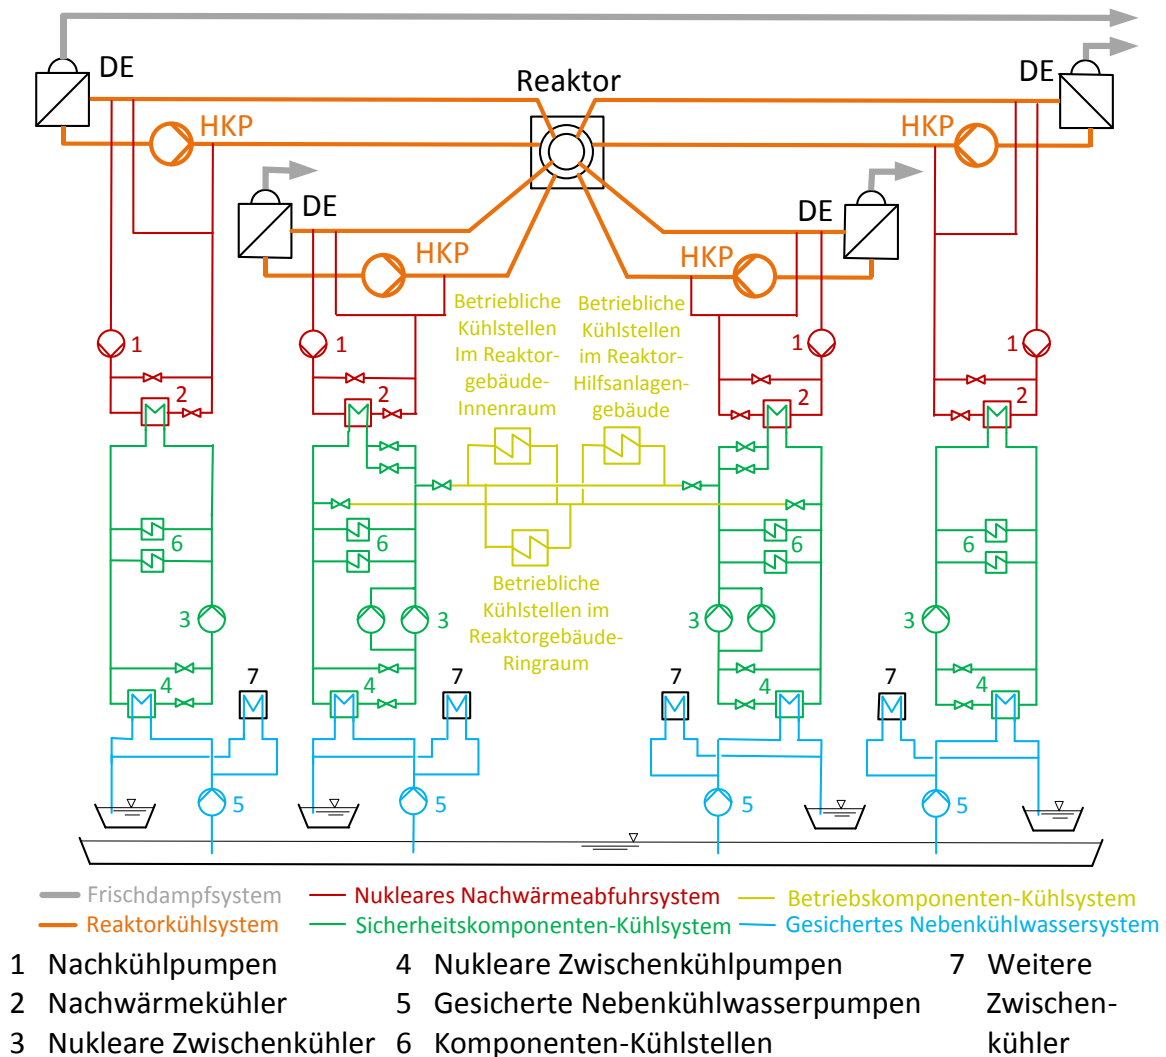 DE
Reaktor
DE
HKP
HKP
DE
DE
HKP
HKP
Betriebliche
Kühlstellen
Im Reaktor-
gebäude-
Innenraum
Betriebliche
Kühlstellen
im Reaktor-
Hilfsanlagen-
gebäude
1
1
1
1
2
2
2
2
6
6
6
6
Betriebliche
Kühlstellen im
Reaktorgebäude-
Ringraum
3
3
3
3
7
7
7
7
4
4
4
4
5
5
5
5
Frischdampfsystem
Nukleares Nachwärmeabfuhrsystem
Betriebskomponenten-Kühlsystem
Reaktorkühlsystem
Sicherheitskomponenten-Kühlsystem
Gesichertes Nebenkühlwassersystem
1 Nachkühlpumpen
2 Nachwärmekühler
3 Nukleare Zwischenkühler
4 Nukleare Zwischenkühlpumpen
5 Gesicherte Nebenkühlwasserpumpen
6 Komponenten-Kühlstellen
7 Weitere
Zwischen-
kühler